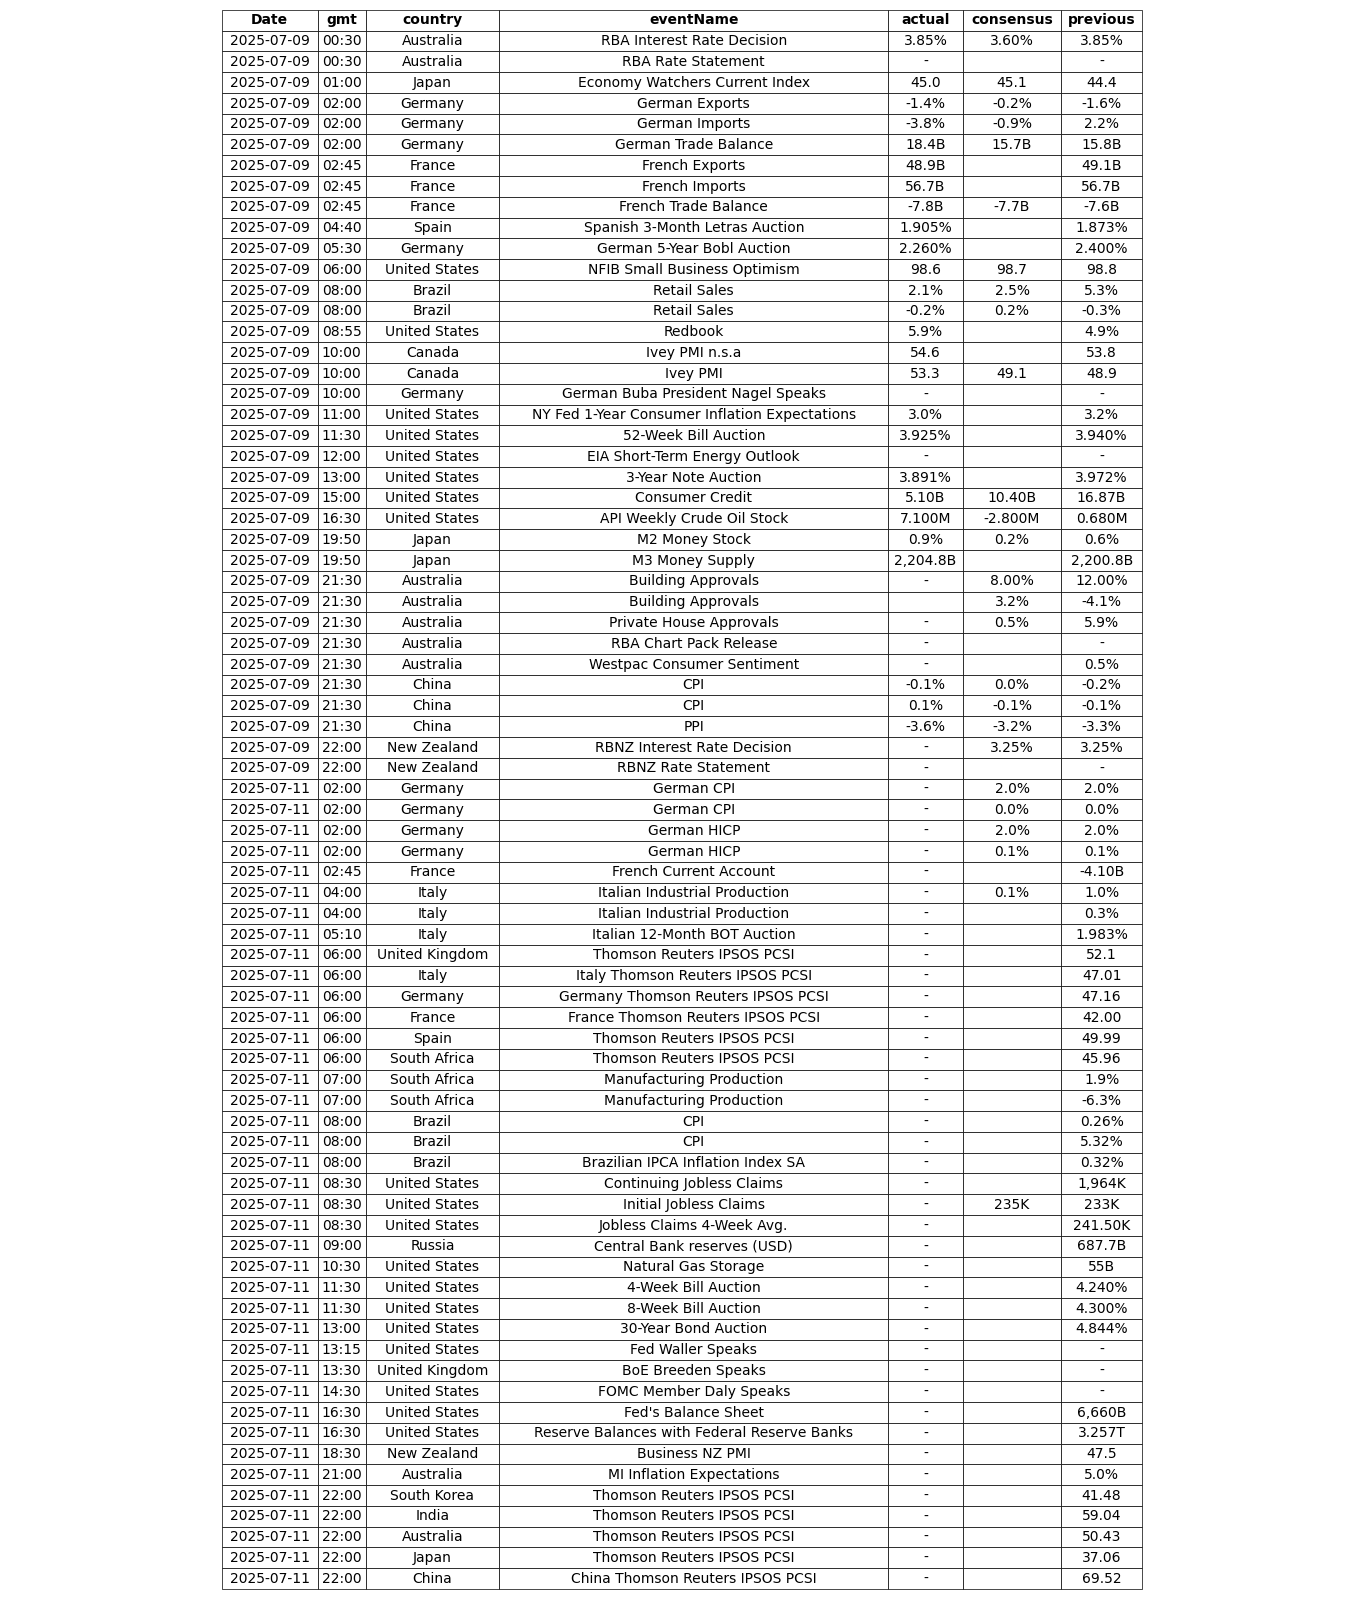 Date gmt country eventName actual consensus previous
2025-07-09 00:30 Australia RBA Interest Rate Decision 3.85% 3.60% 3.85%
2025-07-09 00:30 Australia RBA Rate Statement - -
2025-07-09 01:00 Japan Economy Watchers Current Index 45.0 45.1 44.4
2025-07-09 02:00 Germany German Exports -1.4% -0.2% -1.6%
2025-07-09 02:00 Germany German Imports -3.8% -0.9% 2.2%
2025-07-09 02:00 Germany German Trade Balance 18.4B 15.7B 15.8B
2025-07-09 02:45 France French Exports 48.9B 49.1B
2025-07-09 02:45 France French Imports 56.7B 56.7B
2025-07-09 02:45 France French Trade Balance -7.8B -7.7B -7.6B
2025-07-09 04:40 Spain Spanish 3-Month Letras Auction 1.905% 1.873%
2025-07-09 05:30 Germany German 5-Year Bobl Auction 2.260% 2.400%
2025-07-09 06:00 United States NFIB Small Business Optimism 98.6 98.7 98.8
2025-07-09 08:00 Brazil Retail Sales 2.1% 2.5% 5.3%
2025-07-09 08:00 Brazil Retail Sales -0.2% 0.2% -0.3%
2025-07-09 08:55 United States Redbook 5.9% 4.9%
2025-07-09 10:00 Canada Ivey PMI n.s.a 54.6 53.8
2025-07-09 10:00 Canada Ivey PMI 53.3 49.1 48.9
2025-07-09 10:00 Germany German Buba President Nagel Speaks - -
2025-07-09 11:00 United States NY Fed 1-Year Consumer Inflation Expectations 3.0% 3.2%
2025-07-09 11:30 United States 52-Week Bill Auction 3.925% 3.940%
2025-07-09 12:00 United States EIA Short-Term Energy Outlook - -
2025-07-09 13:00 United States 3-Year Note Auction 3.891% 3.972%
2025-07-09 15:00 United States Consumer Credit 5.10B 10.40B 16.87B
2025-07-09 16:30 United States API Weekly Crude Oil Stock 7.100M -2.800M 0.680M
2025-07-09 19:50 Japan M2 Money Stock 0.9% 0.2% 0.6%
2025-07-09 19:50 Japan M3 Money Supply 2,204.8B 2,200.8B
2025-07-09 21:30 Australia Building Approvals - 8.00% 12.00%
2025-07-09 21:30 Australia Building Approvals 3.2% -4.1%
2025-07-09 21:30 Australia Private House Approvals - 0.5% 5.9%
2025-07-09 21:30 Australia RBA Chart Pack Release - -
2025-07-09 21:30 Australia Westpac Consumer Sentiment - 0.5%
2025-07-09 21:30 China CPI -0.1% 0.0% -0.2%
2025-07-09 21:30 China CPI 0.1% -0.1% -0.1%
2025-07-09 21:30 China PPI -3.6% -3.2% -3.3%
2025-07-09 22:00 New Zealand RBNZ Interest Rate Decision - 3.25% 3.25%
2025-07-09 22:00 New Zealand RBNZ Rate Statement - -
2025-07-11 02:00 Germany German CPI - 2.0% 2.0%
2025-07-11 02:00 Germany German CPI - 0.0% 0.0%
2025-07-11 02:00 Germany German HICP - 2.0% 2.0%
2025-07-11 02:00 Germany German HICP - 0.1% 0.1%
2025-07-11 02:45 France French Current Account - -4.10B
2025-07-11 04:00 Italy Italian Industrial Production - 0.1% 1.0%
2025-07-11 04:00 Italy Italian Industrial Production - 0.3%
2025-07-11 05:10 Italy Italian 12-Month BOT Auction - 1.983%
2025-07-11 06:00 United Kingdom Thomson Reuters IPSOS PCSI - 52.1
2025-07-11 06:00 Italy Italy Thomson Reuters IPSOS PCSI - 47.01
2025-07-11 06:00 Germany Germany Thomson Reuters IPSOS PCSI - 47.16
2025-07-11 06:00 France France Thomson Reuters IPSOS PCSI - 42.00
2025-07-11 06:00 Spain Thomson Reuters IPSOS PCSI - 49.99
2025-07-11 06:00 South Africa Thomson Reuters IPSOS PCSI - 45.96
2025-07-11 07:00 South Africa Manufacturing Production - 1.9%
2025-07-11 07:00 South Africa Manufacturing Production - -6.3%
2025-07-11 08:00 Brazil CPI - 0.26%
2025-07-11 08:00 Brazil CPI - 5.32%
2025-07-11 08:00 Brazil Brazilian IPCA Inflation Index SA - 0.32%
2025-07-11 08:30 United States Continuing Jobless Claims - 1,964K
2025-07-11 08:30 United States Initial Jobless Claims - 235K 233K
2025-07-11 08:30 United States Jobless Claims 4-Week Avg. - 241.50K
2025-07-11 09:00 Russia Central Bank reserves (USD) - 687.7B
2025-07-11 10:30 United States Natural Gas Storage - 55B
2025-07-11 11:30 United States 4-Week Bill Auction - 4.240%
2025-07-11 11:30 United States 8-Week Bill Auction - 4.300%
2025-07-11 13:00 United States 30-Year Bond Auction - 4.844%
2025-07-11 13:15 United States Fed Waller Speaks - -
2025-07-11 13:30 United Kingdom BoE Breeden Speaks - -
2025-07-11 14:30 United States FOMC Member Daly Speaks - -
2025-07-11 16:30 United States Fed's Balance Sheet - 6,660B
2025-07-11 16:30 United States Reserve Balances with Federal Reserve Banks - 3.257T
2025-07-11 18:30 New Zealand Business NZ PMI - 47.5
2025-07-11 21:00 Australia MI Inflation Expectations - 5.0%
2025-07-11 22:00 South Korea Thomson Reuters IPSOS PCSI - 41.48
2025-07-11 22:00 India Thomson Reuters IPSOS PCSI - 59.04
2025-07-11 22:00 Australia Thomson Reuters IPSOS PCSI - 50.43
2025-07-11 22:00 Japan Thomson Reuters IPSOS PCSI - 37.06
2025-07-11 22:00 China China Thomson Reuters IPSOS PCSI - 69.52